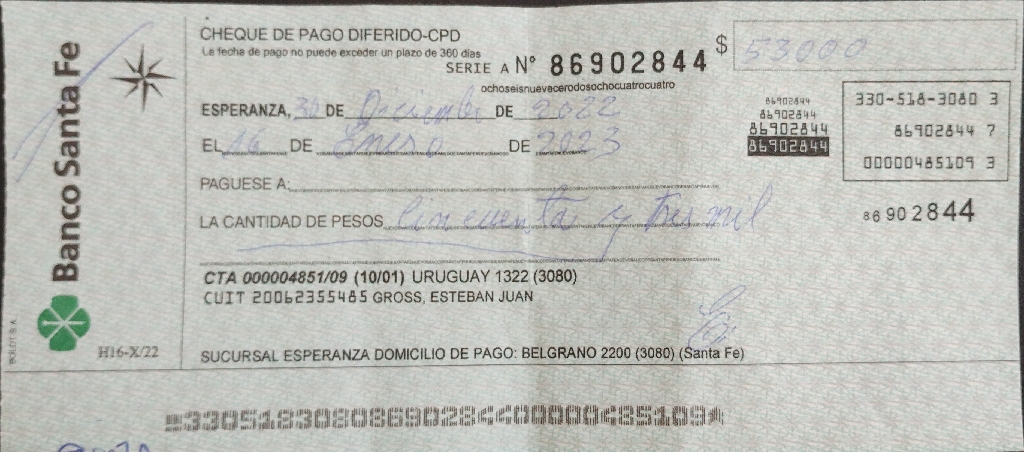 Banco Santa Fe
BOLDT S.A.
H16-X/22
CHEQUE DE PAGO DIFERIDO-CPD
La fecha de pago no puede exceder un plazo de 360 días
SERIE A Nº 86902844
ochoseisnuevecerodosochocuatrocuatro
$ 53000
ESPERANZA, 30 DE Diciembre DE 2022
EL 16 DE Enero DE 2023
PAGUESE A:
LA CANTIDAD DE PESOS cincuenta y tres mil
86902844
86902844
86902844
86902844
330-518-3080 3
86902844 7
00000485109 3
86902844
CTA 000004851/09 (10/01) URUGUAY 1322 (3080)
CUIT 20062355485 GROSS, ESTEBAN JUAN
SUCURSAL ESPERANZA DOMICILIO DE PAGO: BELGRANO 2200 (3080) (Santa Fe)
33051830808690284400000485109